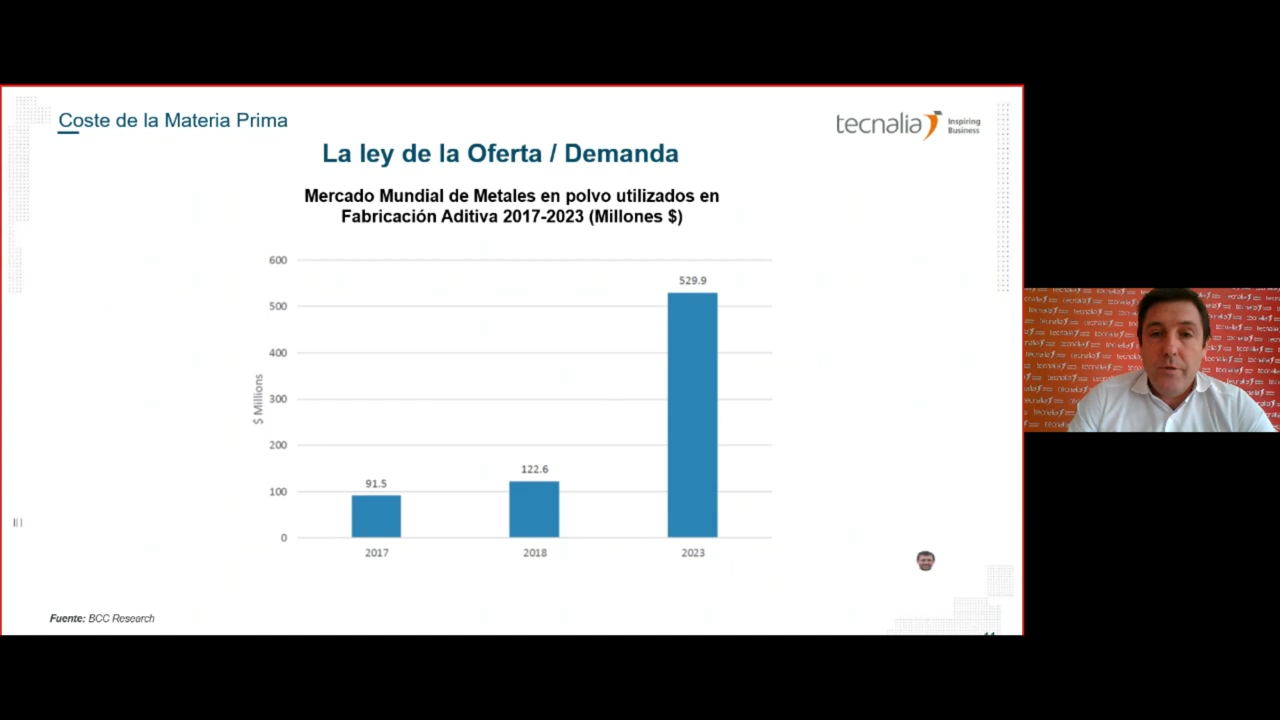 Coste de la Materia Prima
tecnalia Inspiring
Business
La ley de la Oferta / Demanda
Mercado Mundial de Metales en polvo utilizados en
Fabricación Aditiva 2017-2023 (Millones $)
600
500
400
300
200
100
0
$ Millions
91.5
122.6
529.9
2017
2018
2023
Fuente: BCC Research